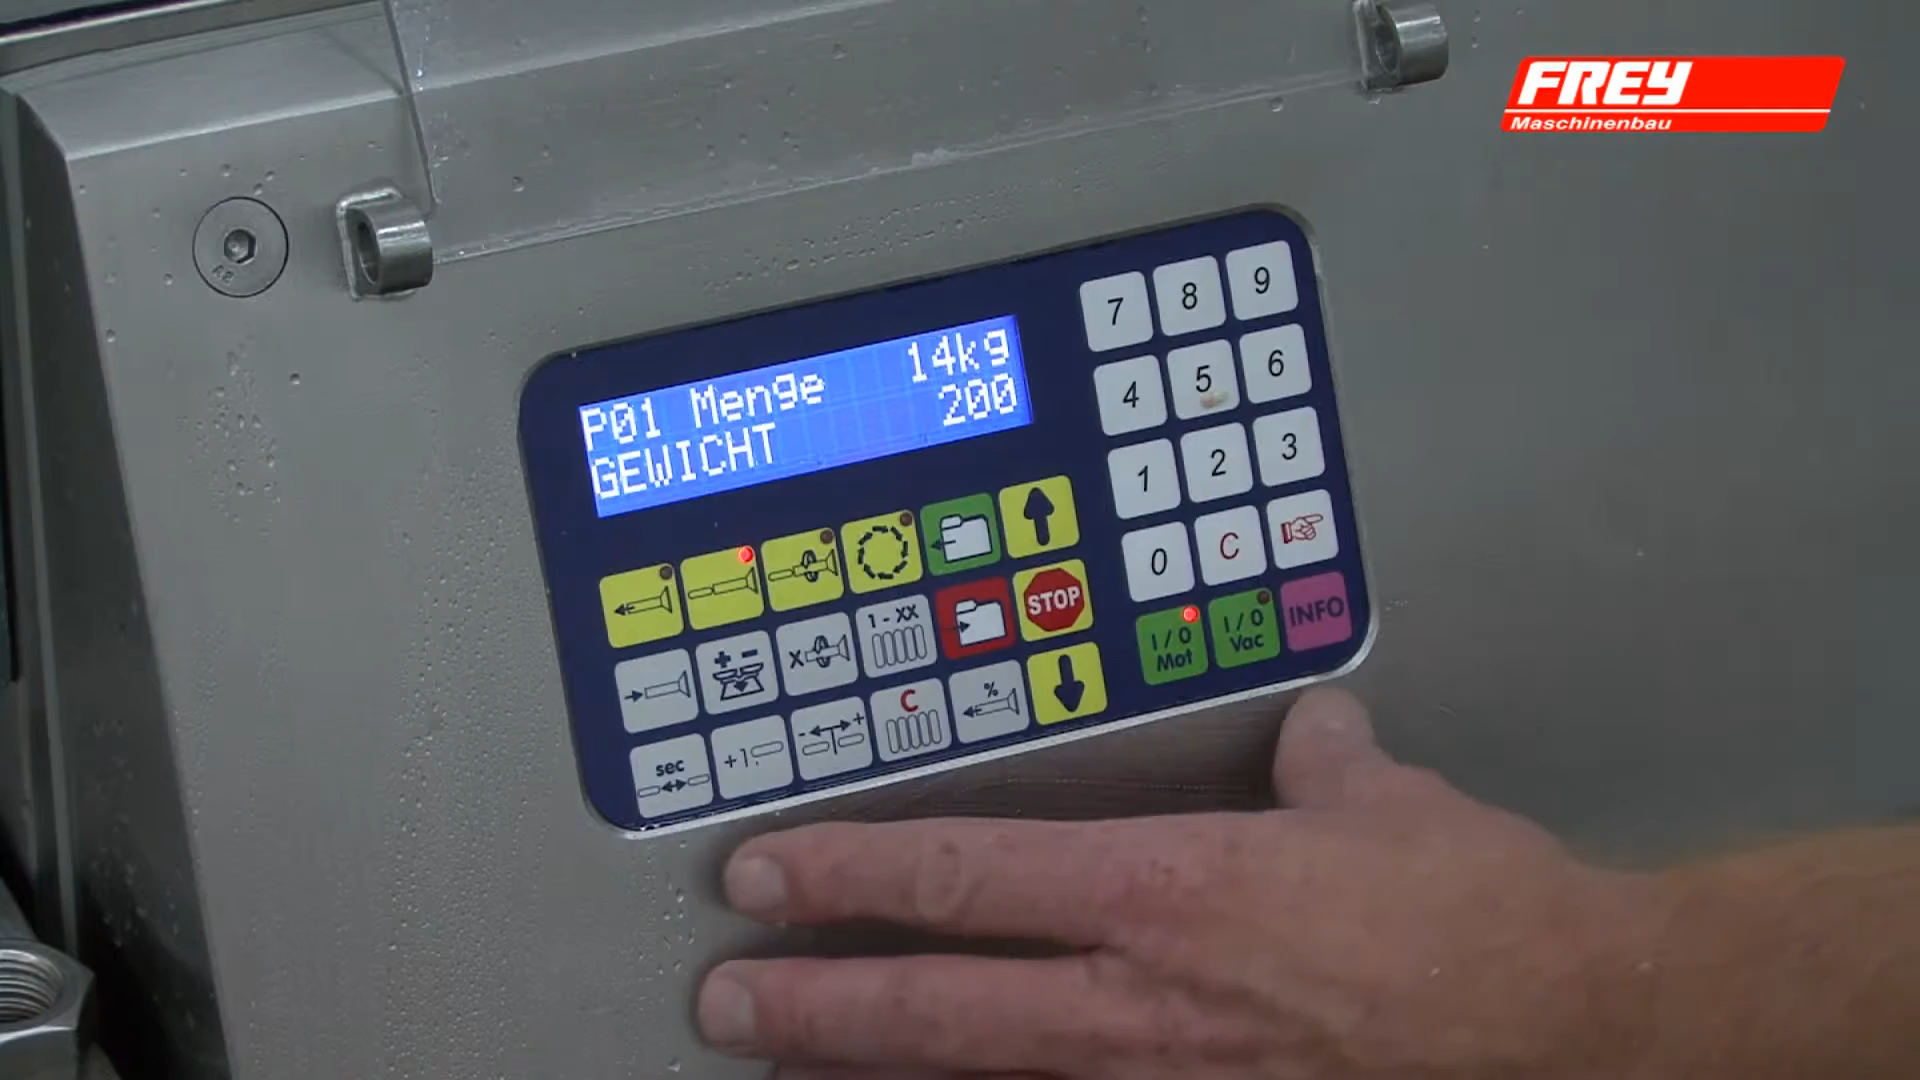 FREY
Maschinenbau
P01 Menge 14kg
GEWICHT 200
7 8 9
4 5 6
1 2 3
0 C
I / 0 Mot
I / 0 Vac
INFO
STOP
+ -
x
1 - XX
sec
+1:
- +
C
%
A2